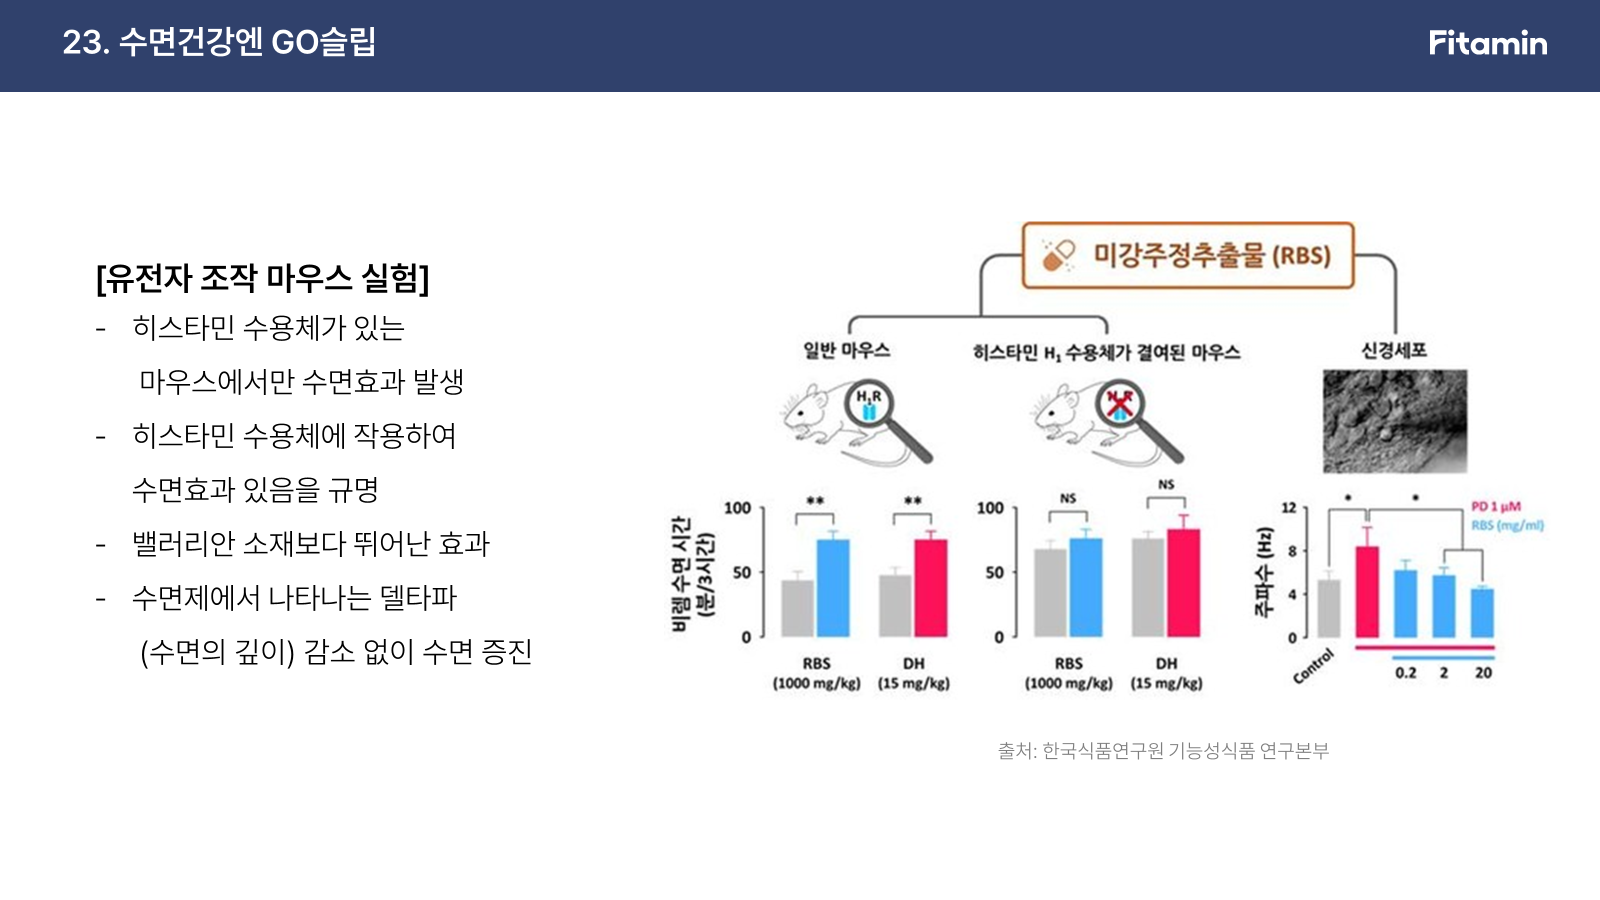 23. 수면건강엔 GO슬립
Fitamin
[유전자 조작 마우스 실험]
- 히스타민 수용체가 있는
마우스에서만 수면효과 발생
- 히스타민 수용체에 작용하여
수면효과 있음을 규명
- 밸러리안 소재보다 뛰어난 효과
- 수면제에서 나타나는 델타파
(수면의 깊이) 감소 없이 수면 증진
미강주정추출물 (RBS)
일반 마우스
히스타민 H₁ 수용체가 결여된 마우스
신경세포
H₁R
비렘수면 시간
(분/3시간)
100
50
0
**
**
RBS
(1000 mg/kg)
DH
(15 mg/kg)
100
50
0
NS
NS
RBS
(1000 mg/kg)
DH
(15 mg/kg)
주파수 (Hz)
12
8
4
0
*
*
PD 1 μM
RBS (mg/ml)
Control
0.2 2 20
출처: 한국식품연구원 기능성식품 연구본부